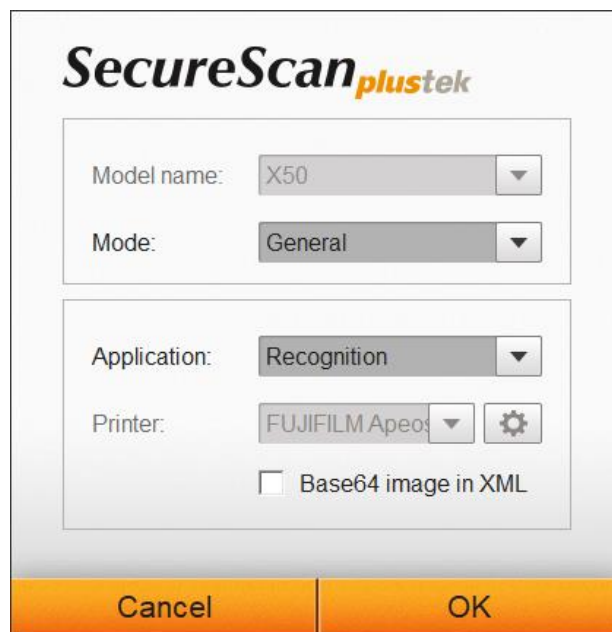 SecureScan plustek
Model name: X50
Mode: General
Application: Recognition
Printer: FUJIFILM Apeos
Base64 image in XML
Cancel OK